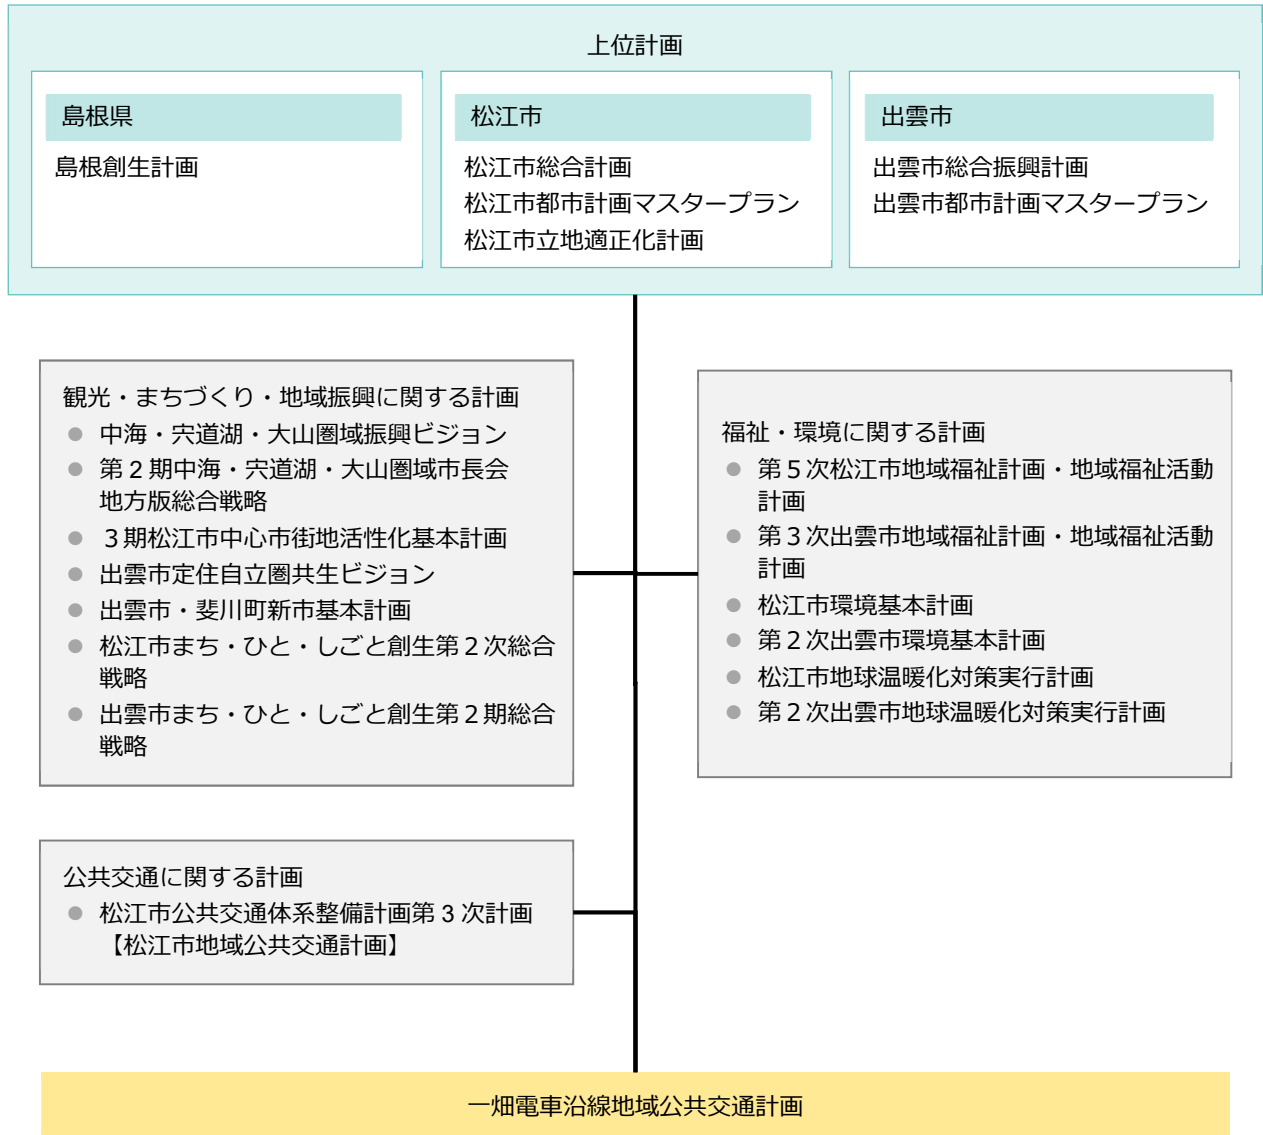 上位計画
島根県
島根創生計画
松江市
松江市総合計画
松江市都市計画マスタープラン
松江市立地適正化計画
出雲市
出雲市総合振興計画
出雲市都市計画マスタープラン
観光・まちづくり・地域振興に関する計画
● 中海・宍道湖・大山圏域振興ビジョン
● 第２期中海・宍道湖・大山圏域市長会
地方版総合戦略
● ３期松江市中心市街地活性化基本計画
● 出雲市定住自立圏共生ビジョン
● 出雲市・斐川町新市基本計画
● 松江市まち・ひと・しごと創生第２次総合
戦略
● 出雲市まち・ひと・しごと創生第２期総合
戦略
福祉・環境に関する計画
● 第５次松江市地域福祉計画・地域福祉活動
計画
● 第３次出雲市地域福祉計画・地域福祉活動
計画
● 松江市環境基本計画
● 第２次出雲市環境基本計画
● 松江市地球温暖化対策実行計画
● 第２次出雲市地球温暖化対策実行計画
公共交通に関する計画
● 松江市公共交通体系整備計画第３次計画
【松江市地域公共交通計画】
一畑電車沿線地域公共交通計画